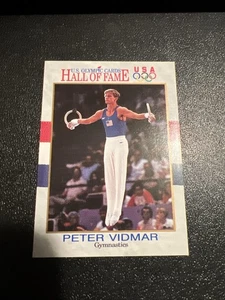 U.S. OLYMPIC CARDS
HALL OF FAME
USA
PETER VIDMAR
Gymnastics